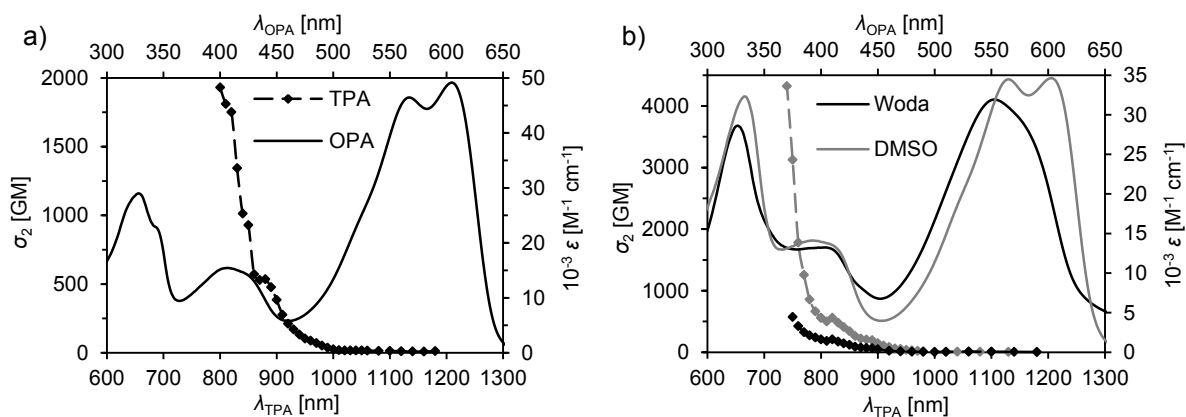 a)
λOPA [nm]
300 350 400 450 500 550 600 650
2000
1500
1000
500
0
σ2 [GM]
TPA
OPA
50
40
30
20
10
0
10-3 ε [M-1 cm-1]
600 700 800 900 1000 1100 1200 1300
λTPA [nm]
b)
λOPA [nm]
300 350 400 450 500 550 600 650
4000
3000
2000
1000
0
σ2 [GM]
Woda
DMSO
35
30
25
20
15
10
5
0
10-3 ε [M-1 cm-1]
600 700 800 900 1000 1100 1200 1300
λTPA [nm]